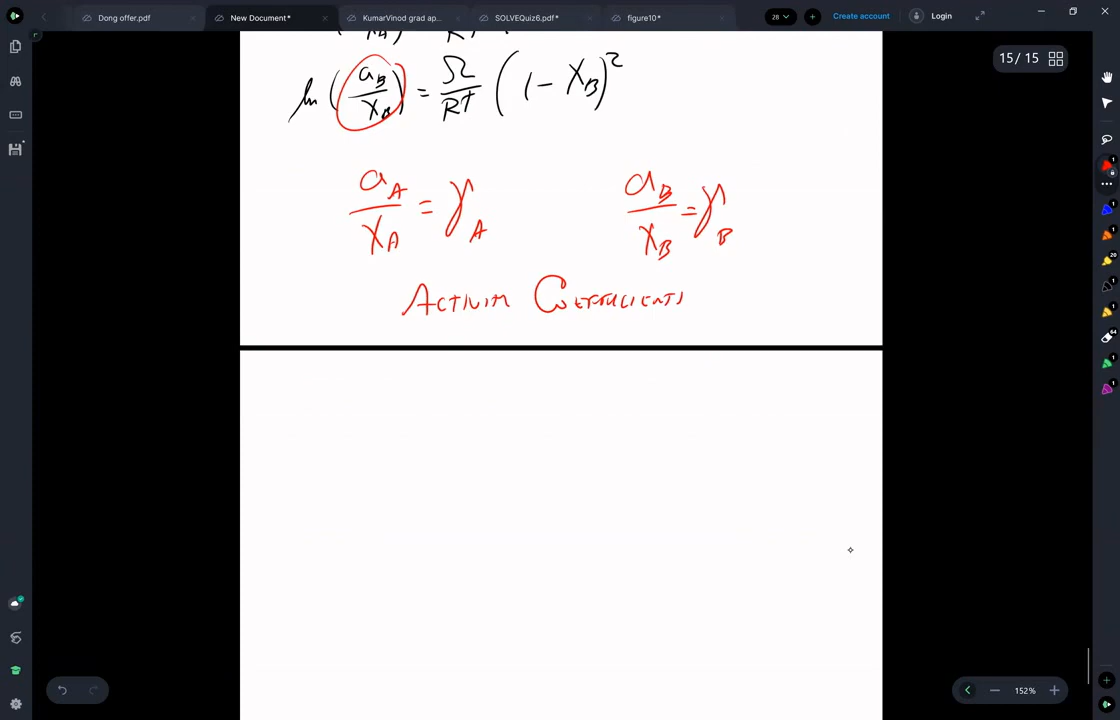 Dong offer.pdf
New Document*
KumarVinod grad ap...
SOLVEQuiz6.pdf*
figure10*
28
Create account
Login
15 / 15
ln (a_B / X_B) = Ω / RT (1 - X_B)^2
a_A / X_A = γ_A
a_B / X_B = γ_B
ACTIVITY COEFFICIENTS
152%